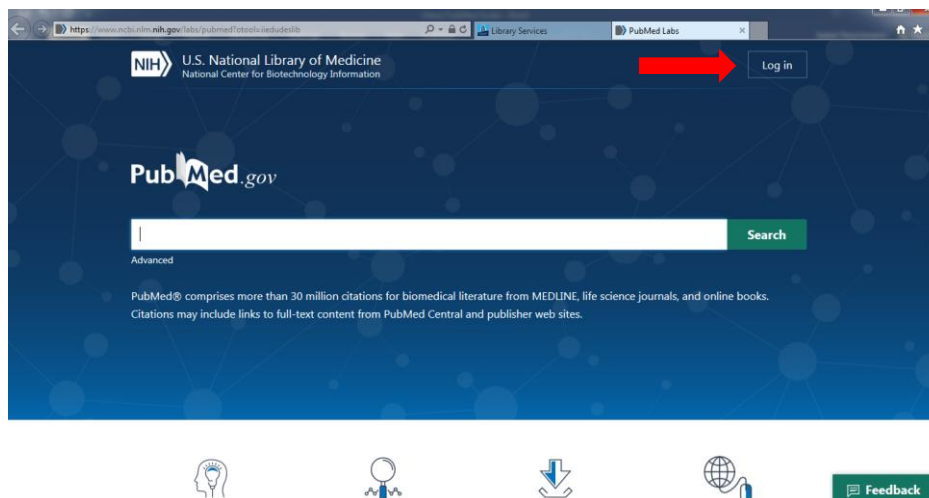 https://www.ncbi.nlm.nih.gov/labs/pubmed?otool=iiedudeslib
Library Services
PubMed Labs
NIH
U.S. National Library of Medicine
National Center for Biotechnology Information
Log in
PubMed.gov
Search
Advanced
PubMed® comprises more than 30 million citations for biomedical literature from MEDLINE, life science journals, and online books.
Citations may include links to full-text content from PubMed Central and publisher web sites.
Feedback